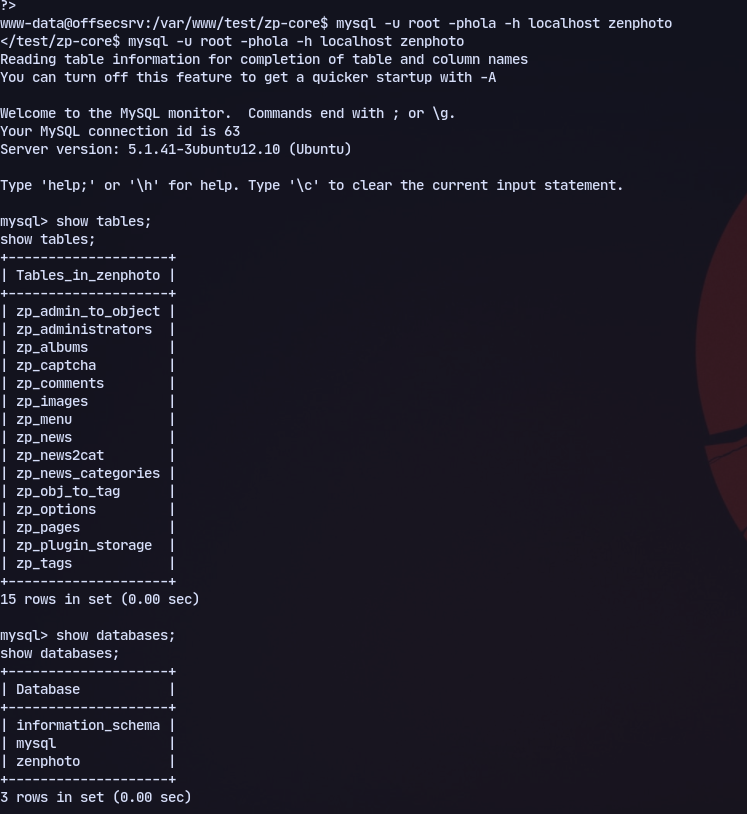 ?>
www-data@offsecsrv:/var/www/test/zp-core$ mysql -u root -phola -h localhost zenphoto
</test/zp-core$ mysql -u root -phola -h localhost zenphoto
Reading table information for completion of table and column names
You can turn off this feature to get a quicker startup with -A

Welcome to the MySQL monitor.  Commands end with ; or \g.
Your MySQL connection id is 63
Server version: 5.1.41-3ubuntu12.10 (Ubuntu)

Type 'help;' or '\h' for help. Type '\c' to clear the current input statement.

mysql> show tables;
show tables;
+--------------------+
| Tables_in_zenphoto |
+--------------------+
| zp_admin_to_object |
| zp_administrators  |
| zp_albums          |
| zp_captcha         |
| zp_comments        |
| zp_images          |
| zp_menu            |
| zp_news            |
| zp_news2cat        |
| zp_news_categories |
| zp_obj_to_tag      |
| zp_options         |
| zp_pages           |
| zp_plugin_storage  |
| zp_tags            |
+--------------------+
15 rows in set (0.00 sec)

mysql> show databases;
show databases;
+--------------------+
| Database           |
+--------------------+
| information_schema |
| mysql              |
| zenphoto           |
+--------------------+
3 rows in set (0.00 sec)